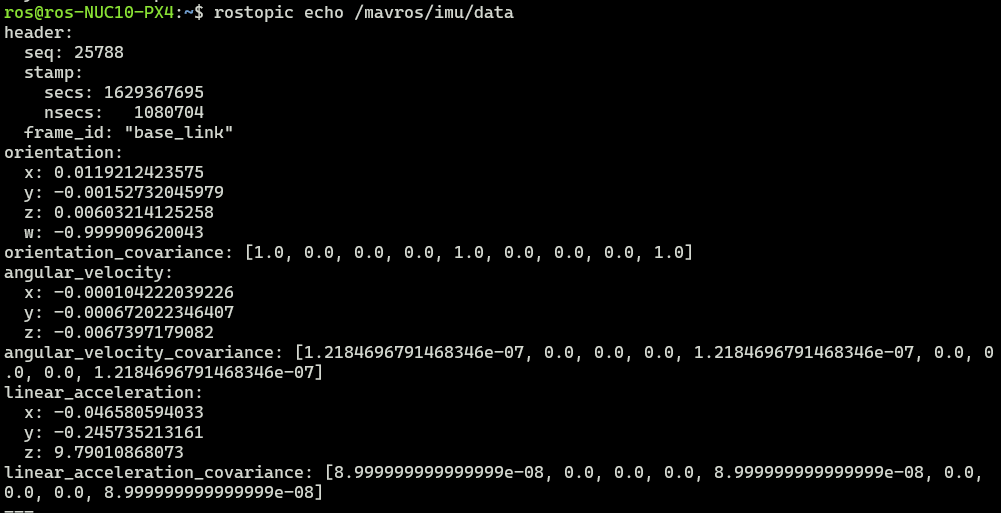 ros@ros-NUC10-PX4:~$ rostopic echo /mavros/imu/data
header:
  seq: 25788
  stamp:
    secs: 1629367695
    nsecs:   1080704
  frame_id: "base_link"
orientation:
  x: 0.0119212423575
  y: -0.00152732045979
  z: 0.00603214125258
  w: -0.999909620043
orientation_covariance: [1.0, 0.0, 0.0, 0.0, 1.0, 0.0, 0.0, 0.0, 1.0]
angular_velocity:
  x: -0.000104222039226
  y: -0.000672022346407
  z: -0.0067397179082
angular_velocity_covariance: [1.2184696791468346e-07, 0.0, 0.0, 0.0, 1.2184696791468346e-07, 0.0, 0
.0, 0.0, 1.2184696791468346e-07]
linear_acceleration:
  x: -0.046580594033
  y: -0.245735213161
  z: 9.79010868073
linear_acceleration_covariance: [8.999999999999999e-08, 0.0, 0.0, 0.0, 8.999999999999999e-08, 0.0,
0.0, 0.0, 8.999999999999999e-08]
---